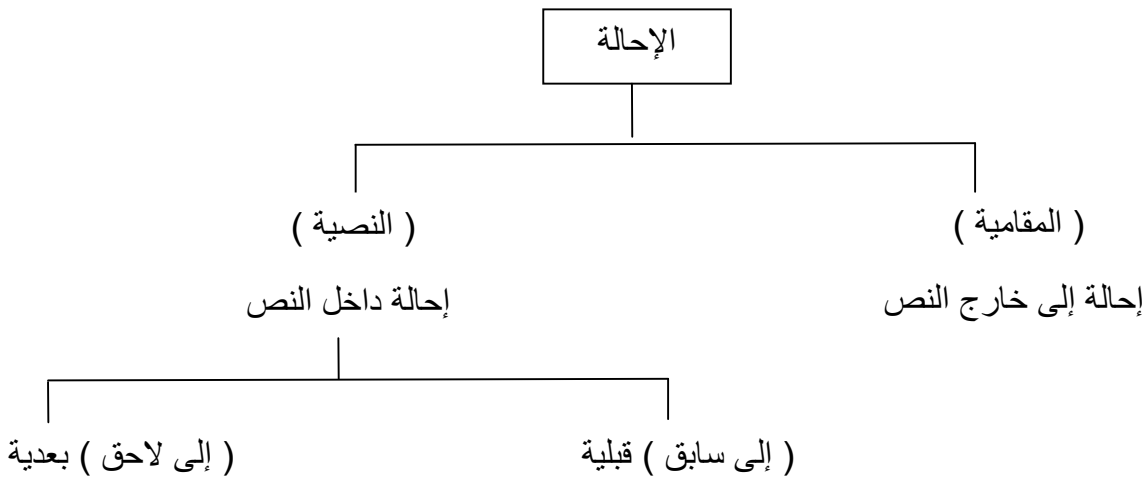 الإحالة
( المقامية )
( النصية )
إحالة إلى خارج النص
إحالة داخل النص
( إلى سابق ) قبلية
( إلى لاحق ) بعدية